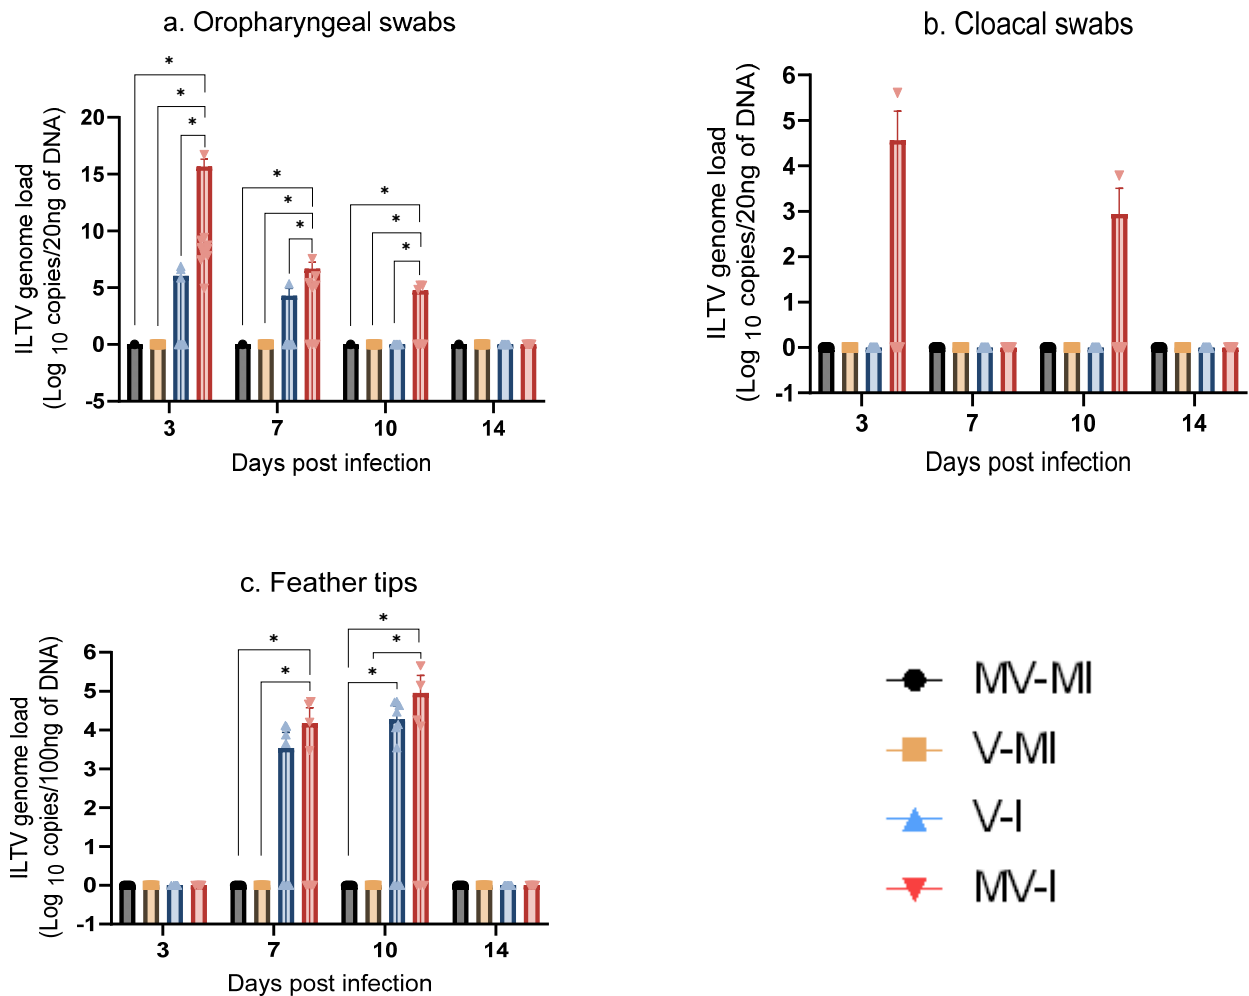 a. Oropharyngeal swabs
ILTV genome load
(Log 10 copies/20ng of DNA)
20
15
10
5
0
-5
* * *
* * *
* * *
3 7 10 14
Days post infection
b. Cloacal swabs
ILTV genome load
(Log 10 copies/20ng of DNA)
6
5
4
3
2
1
0
-1
3 7 10 14
Days post infection
c. Feather tips
ILTV genome load
(Log 10 copies/100ng of DNA)
6
5
4
3
2
1
0
-1
* *
* * *
3 7 10 14
Days post infection
MV-MI
V-MI
V-I
MV-I